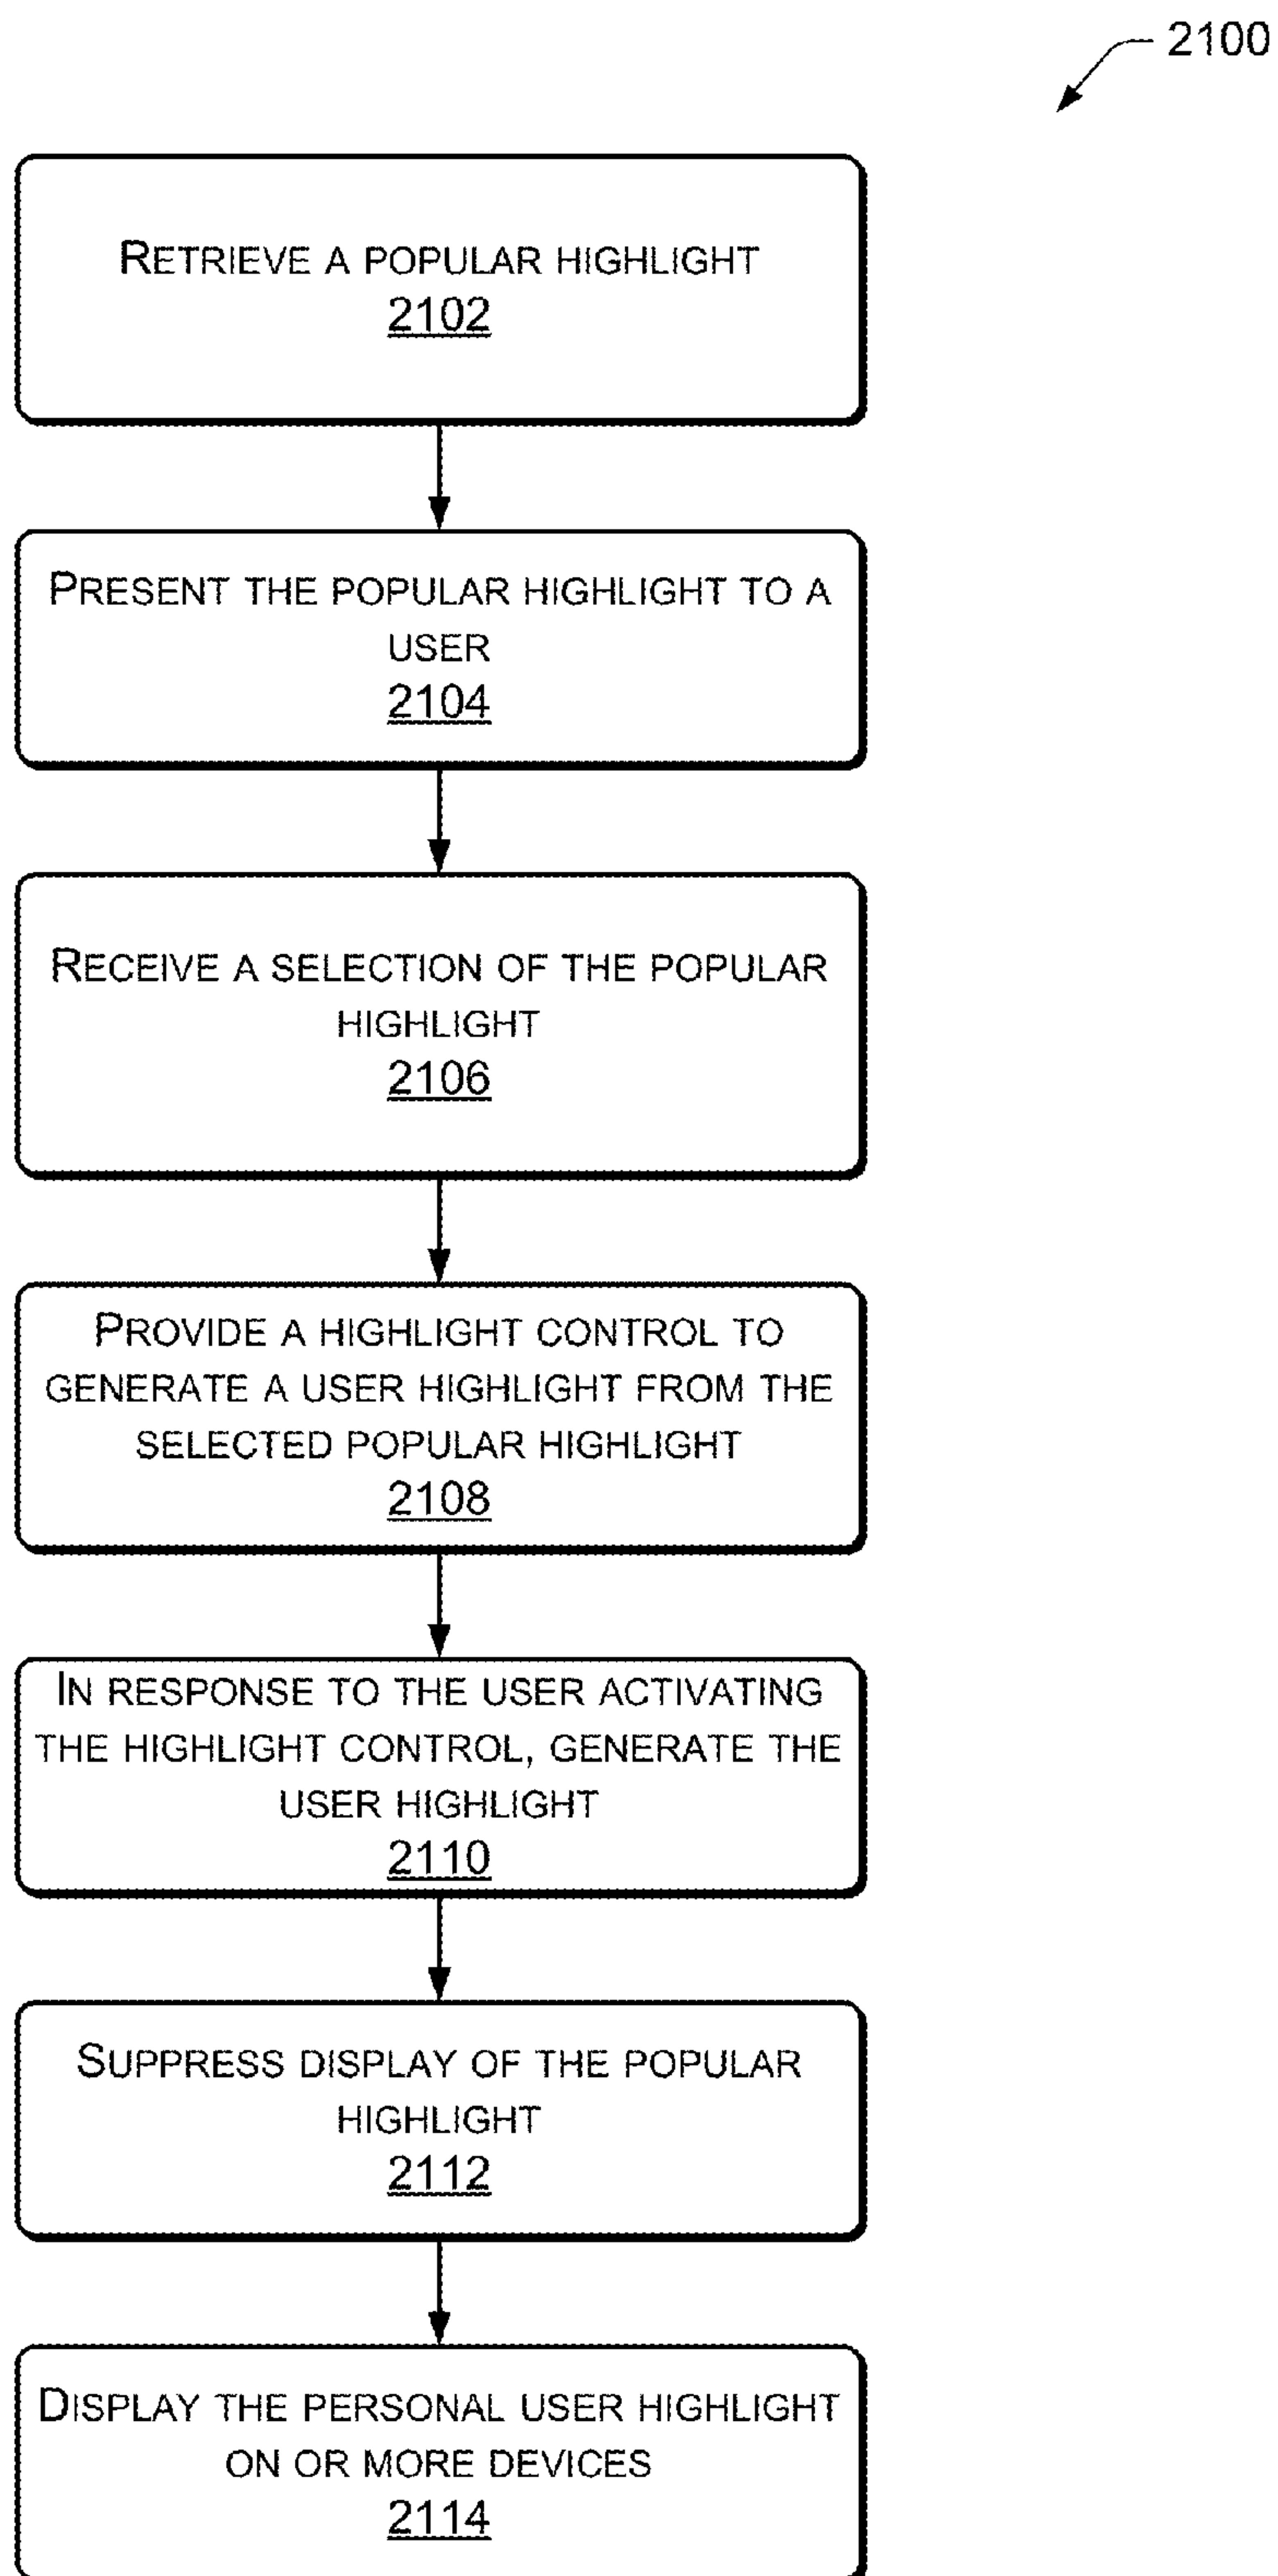 2100
RETRIEVE A POPULAR HIGHLIGHT
2102
PRESENT THE POPULAR HIGHLIGHT TO A
USER
2104
RECEIVE A SELECTION OF THE POPULAR
HIGHLIGHT
2106
PROVIDE A HIGHLIGHT CONTROL TO
GENERATE A USER HIGHLIGHT FROM THE
SELECTED POPULAR HIGHLIGHT
2108
IN RESPONSE TO THE USER ACTIVATING
THE HIGHLIGHT CONTROL, GENERATE THE
USER HIGHLIGHT
2110
SUPPRESS DISPLAY OF THE POPULAR
HIGHLIGHT
2112
DISPLAY THE PERSONAL USER HIGHLIGHT
ON OR MORE DEVICES
2114